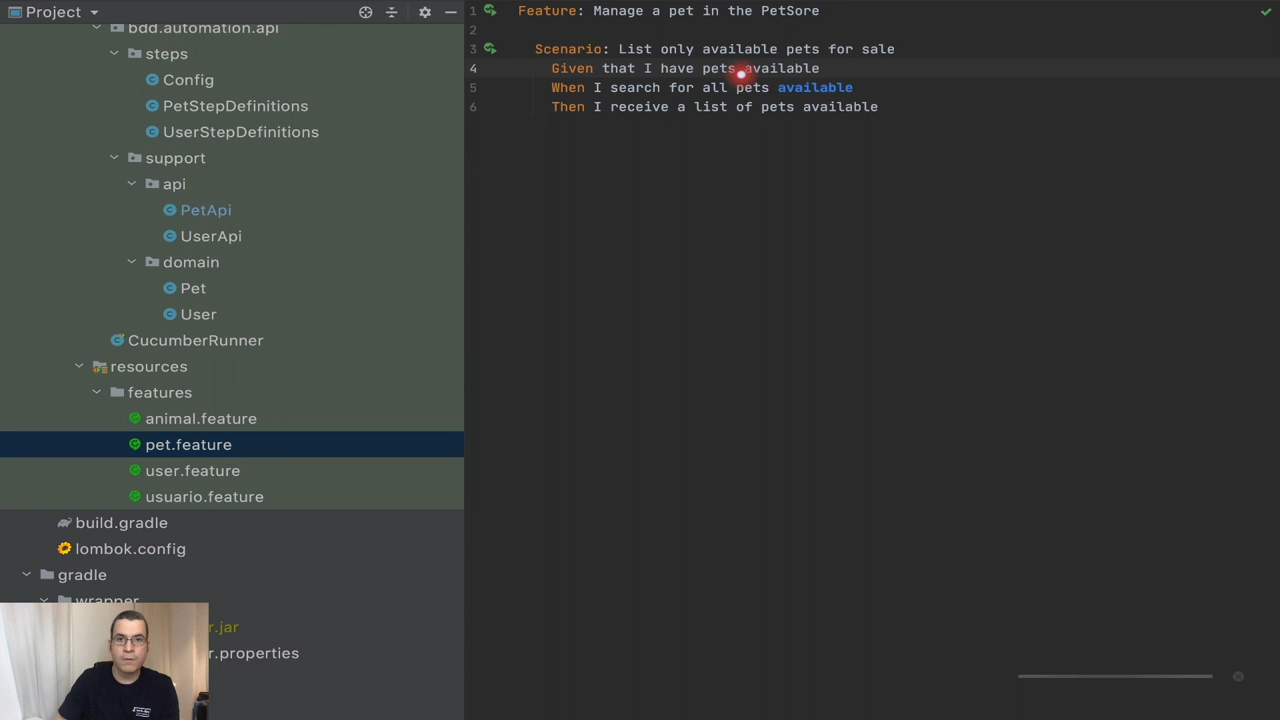 Project
bdd.automation.api
steps
Config
PetStepDefinitions
UserStepDefinitions
support
api
PetApi
UserApi
domain
Pet
User
CucumberRunner
resources
features
animal.feature
pet.feature
user.feature
usuario.feature
build.gradle
lombok.config
gradle
wrapper
r.jar
r.properties
1 Feature: Manage a pet in the PetSore
2
3 Scenario: List only available pets for sale
4 Given that I have pets available
5 When I search for all pets available
6 Then I receive a list of pets available